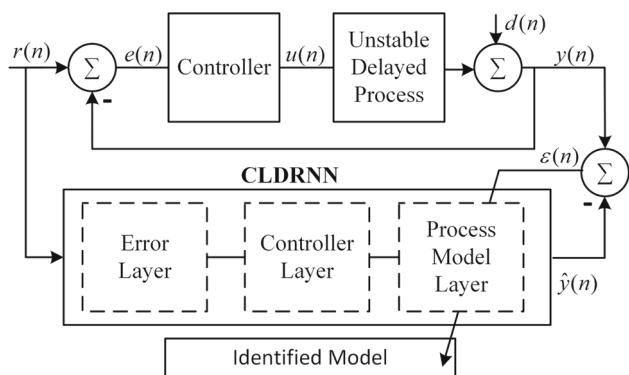 d(n)
r(n)
Σ
e(n)
Controller
u(n)
Unstable
Delayed
Process
Σ
y(n)
-
CLDRNN
ε(n)
Σ
-
Error
Layer
Controller
Layer
Process
Model
Layer
ŷ(n)
Identified Model